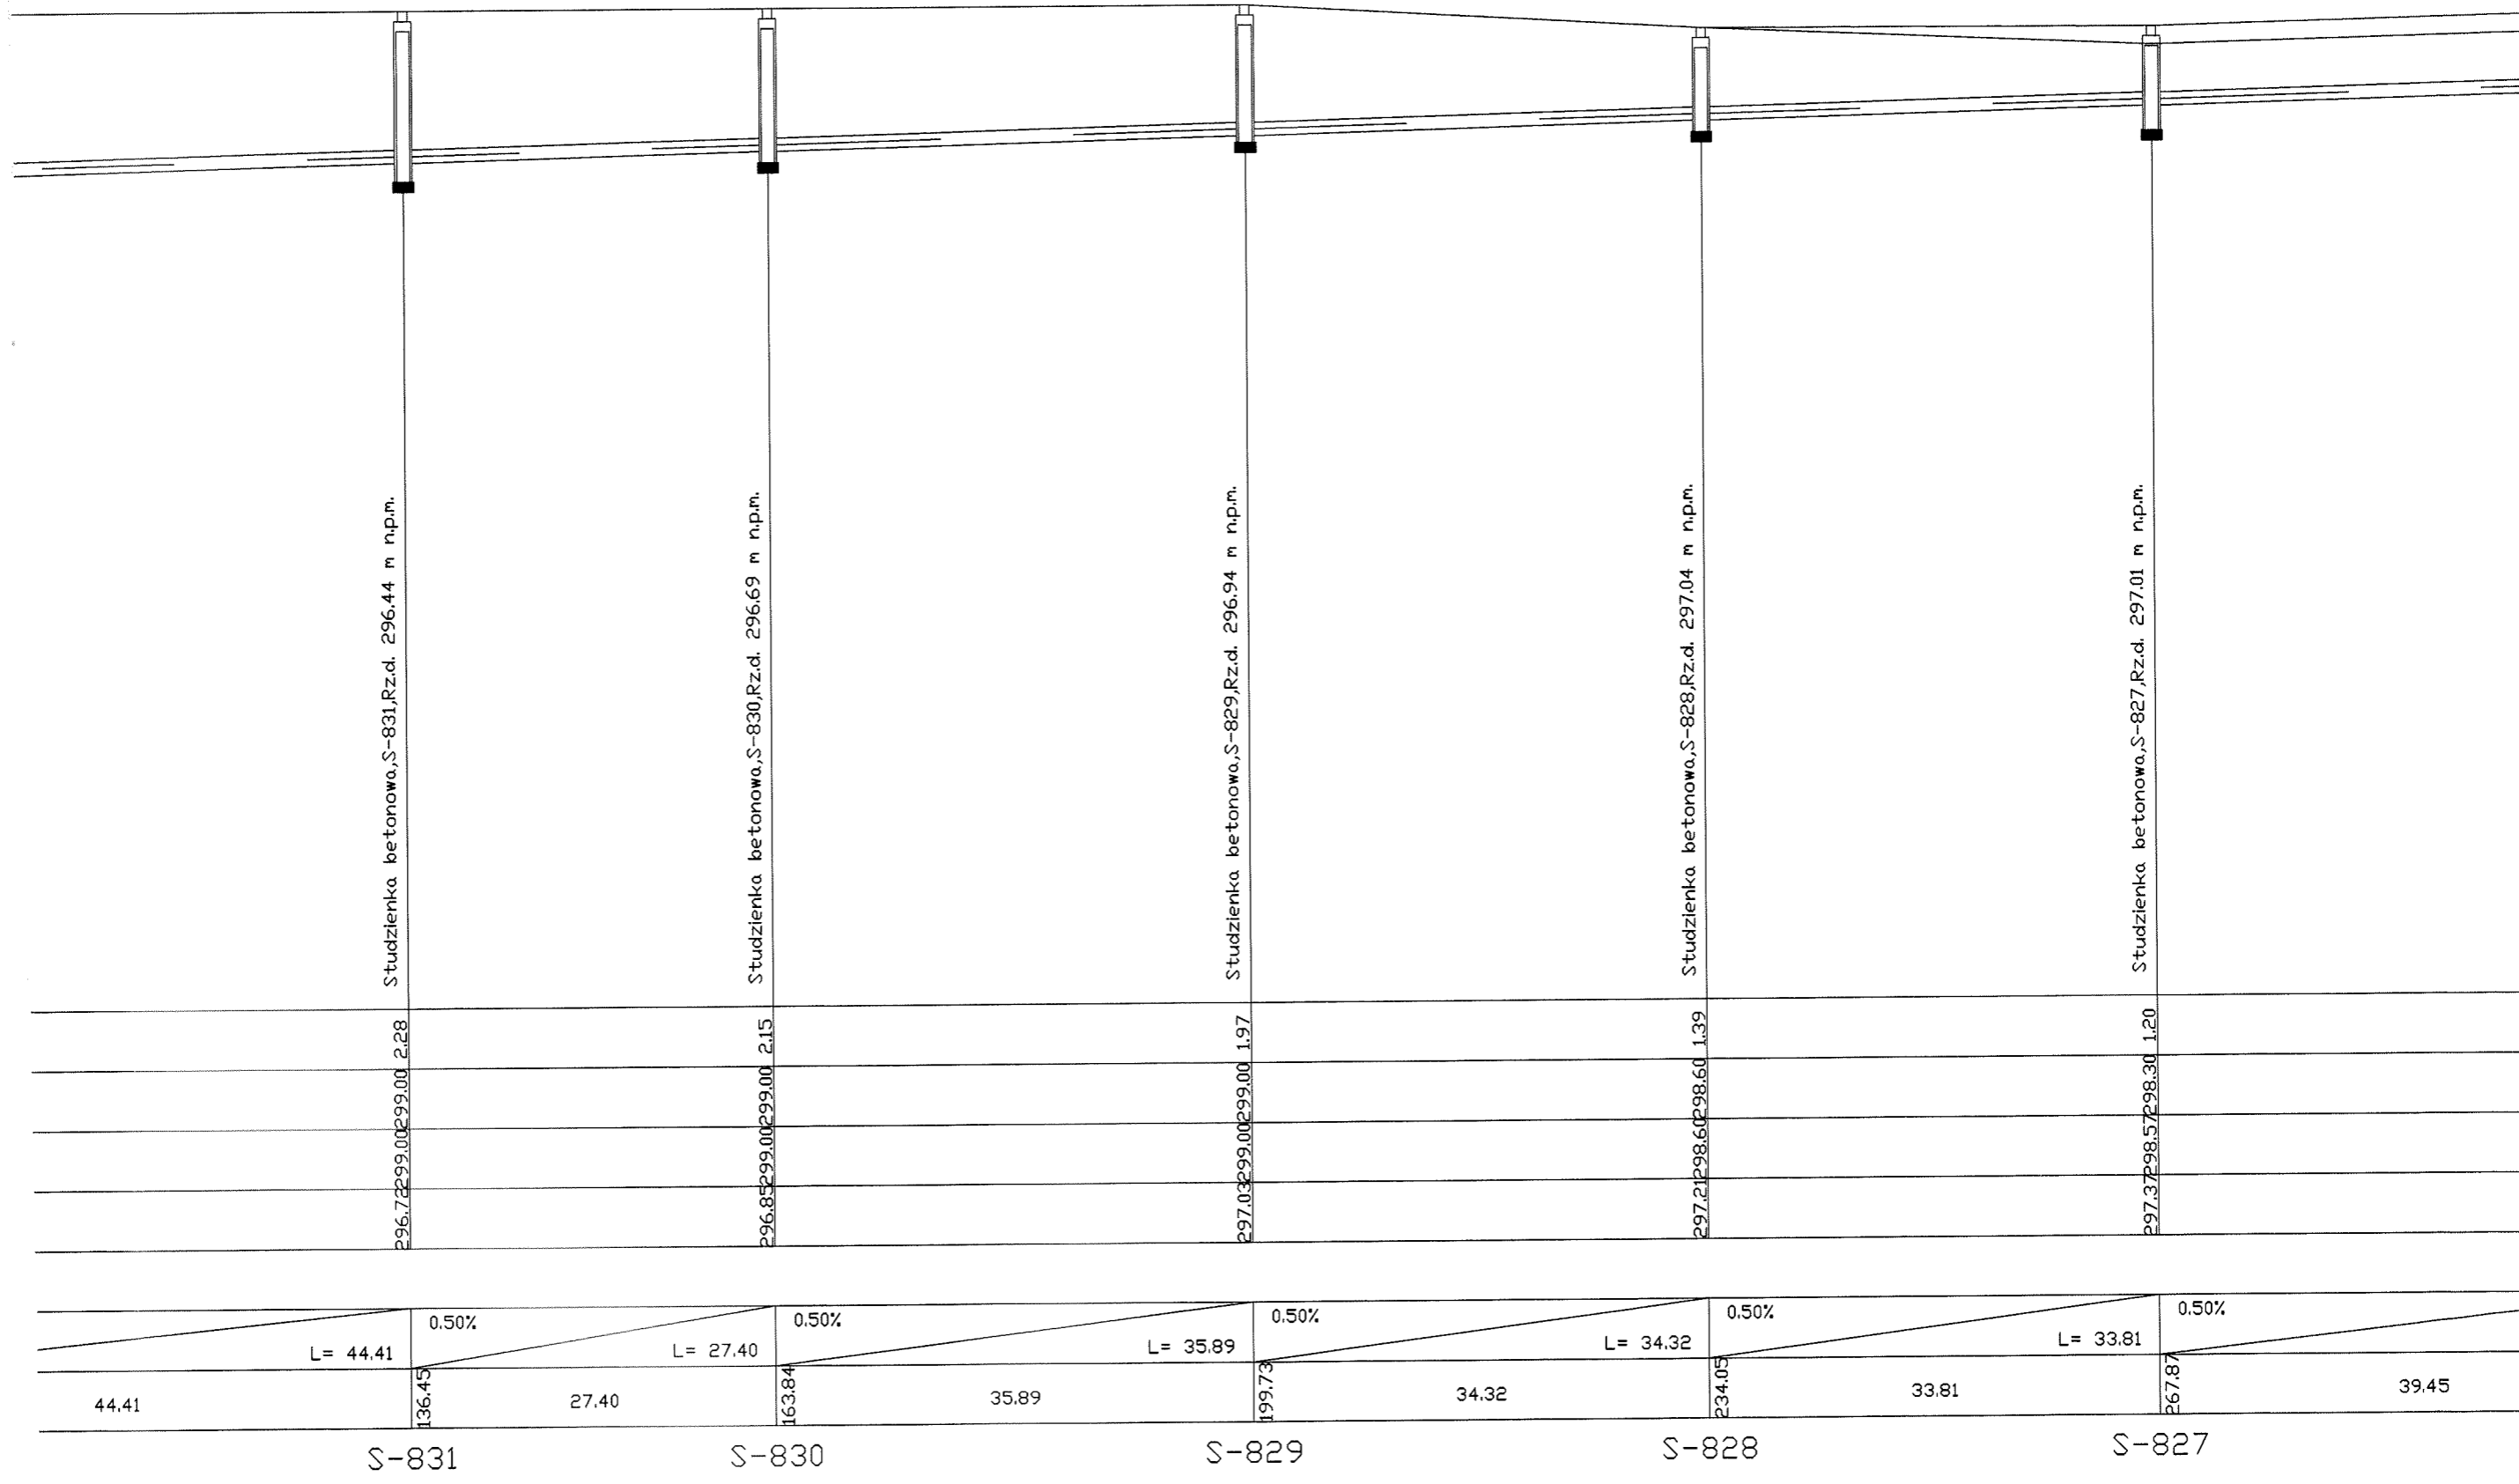 Studzienka betonowa,S-831,Rz.d. 296.44 m n.p.m.
Studzienka betonowa,S-830,Rz.d. 296.69 m n.p.m.
Studzienka betonowa,S-829,Rz.d. 296.94 m n.p.m.
Studzienka betonowa,S-828,Rz.d. 297.04 m n.p.m.
Studzienka betonowa,S-827,Rz.d. 297.01 m n.p.m.
2.28 2.15 1.97 1.39 1.20
299.00 299.00 299.00 298.60 298.30
299.00 299.00 299.00 298.60 298.57
296.72 296.85 297.03 297.21 297.37
0.50% 0.50% 0.50% 0.50% 0.50%
L= 44.41 L= 27.40 L= 35.89 L= 34.32 L= 33.81
44.41 136.45 27.40 163.84 35.89 199.73 34.32 234.05 33.81 267.87 39.45
S-831 S-830 S-829 S-828 S-827